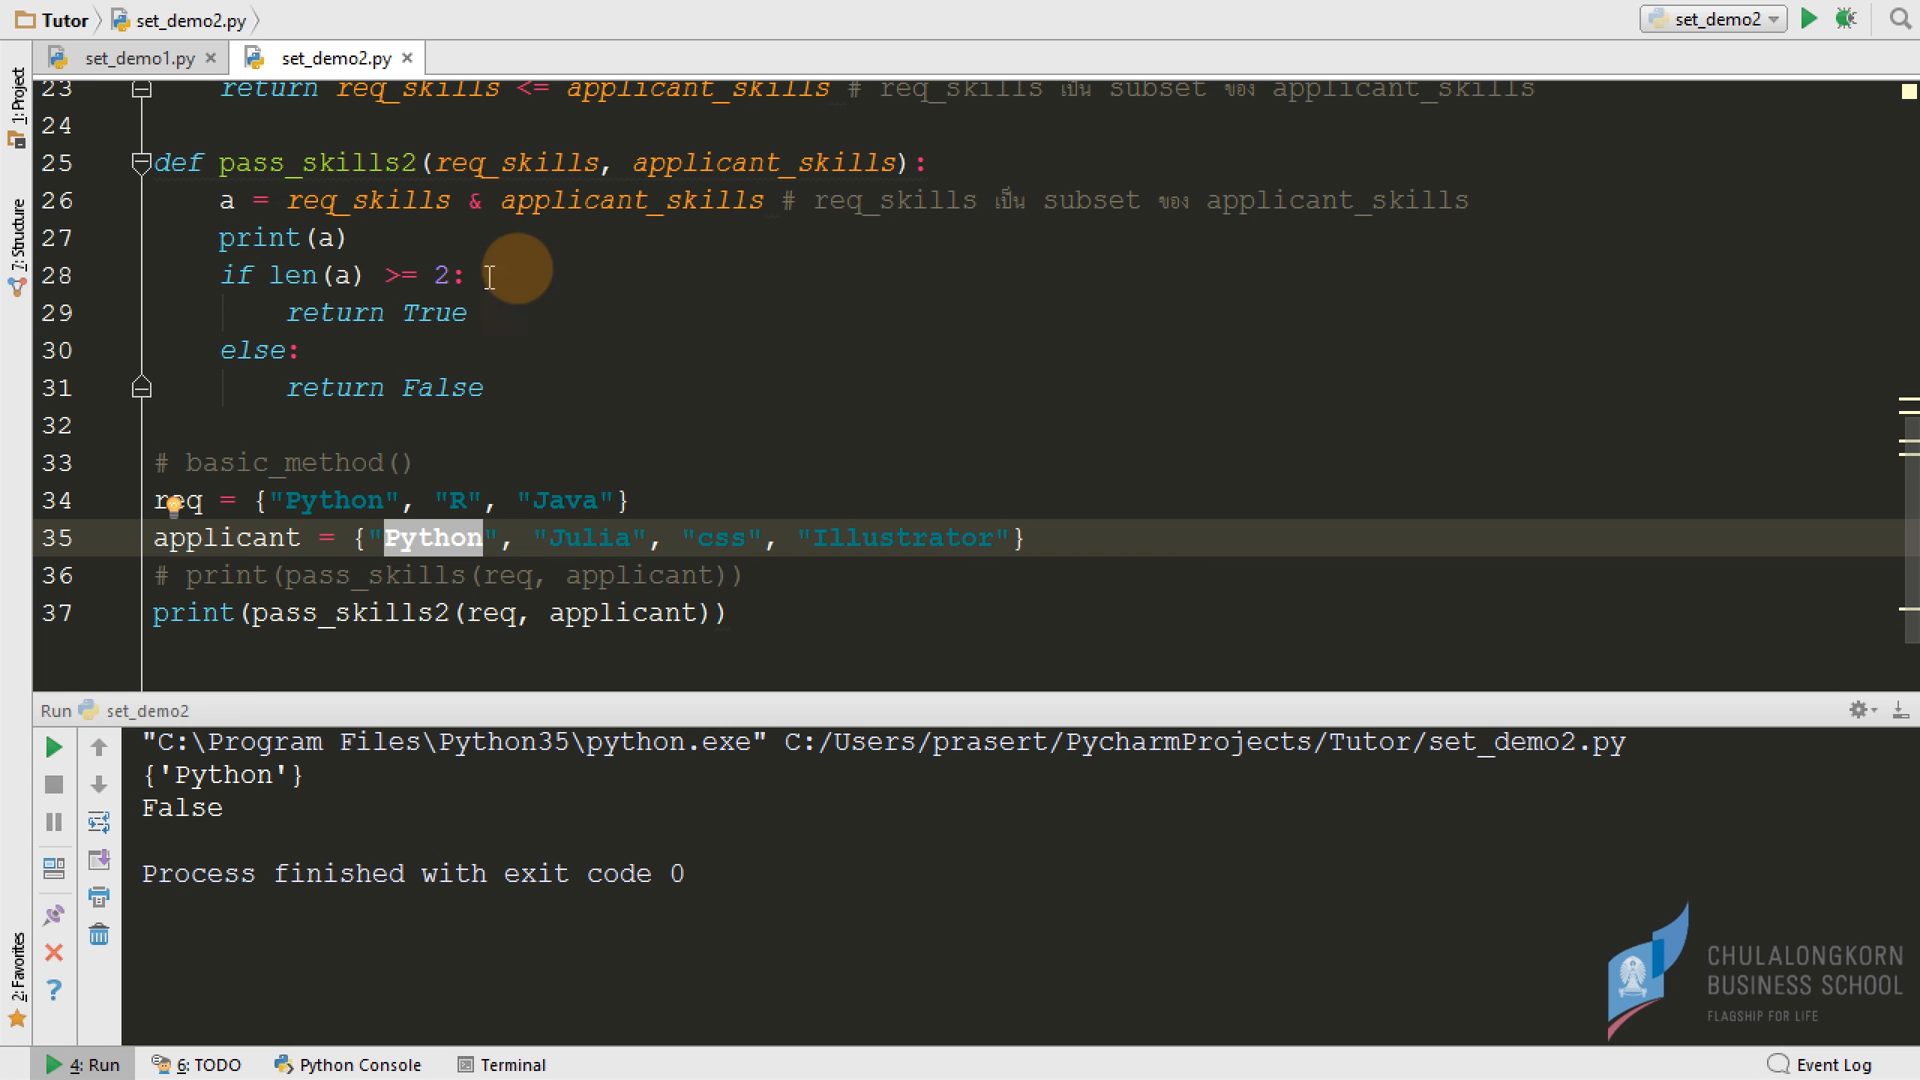 Tutor set_demo2.py set_demo2
set_demo1.py set_demo2.py
1: Project
7: Structure
2: Favorites
23 return req_skills <= applicant_skills # req_skills เป็น subset ของ applicant_skills
24
25 def pass_skills2(req_skills, applicant_skills):
26 a = req_skills & applicant_skills # req_skills เป็น subset ของ applicant_skills
27 print(a)
28 if len(a) >= 2:
29 return True
30 else:
31 return False
32
33 # basic_method()
34 req = {"Python", "R", "Java"}
35 applicant = {"Python", "Julia", "css", "Illustrator"}
36 # print(pass_skills(req, applicant))
37 print(pass_skills2(req, applicant))
Run set_demo2
"C:\Program Files\Python35\python.exe" C:/Users/prasert/PycharmProjects/Tutor/set_demo2.py
{'Python'}
False
Process finished with exit code 0
CHULALONGKORN
BUSINESS SCHOOL
FLAGSHIP FOR LIFE
4: Run 6: TODO Python Console Terminal Event Log